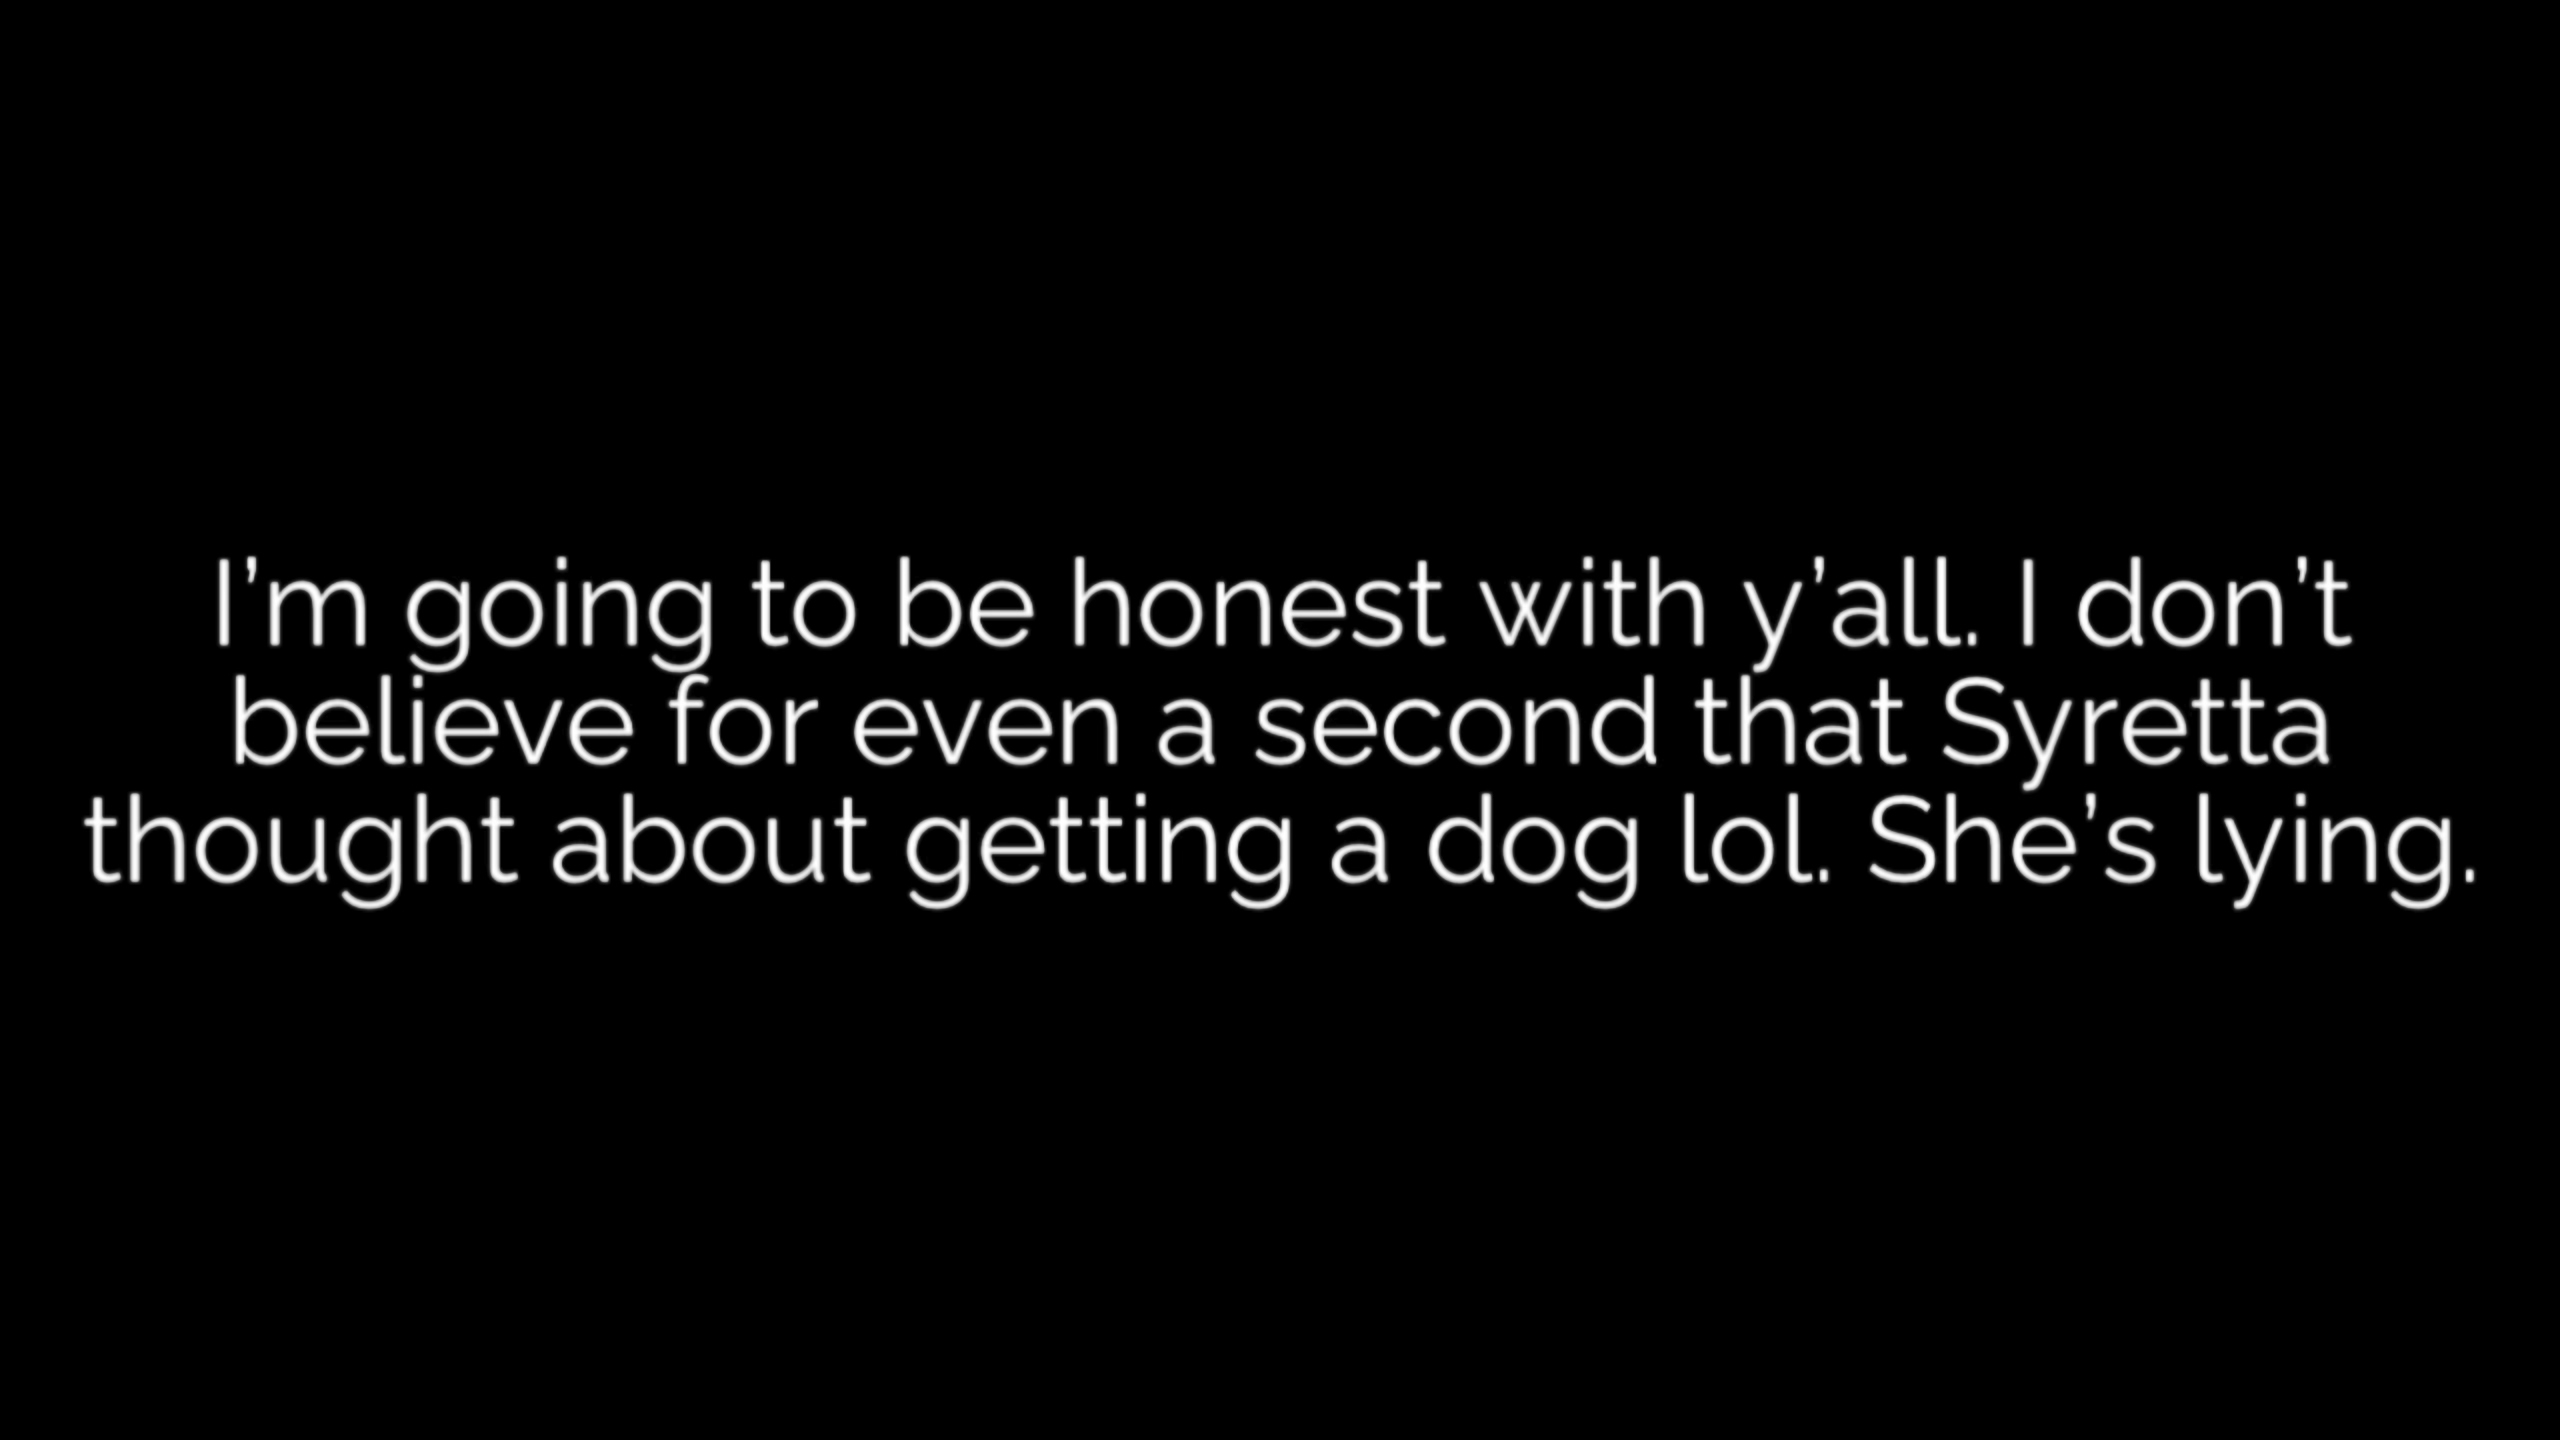 I’m going to be honest with y’all. I don’t
believe for even a second that Syretta
thought about getting a dog lol. She’s lying.